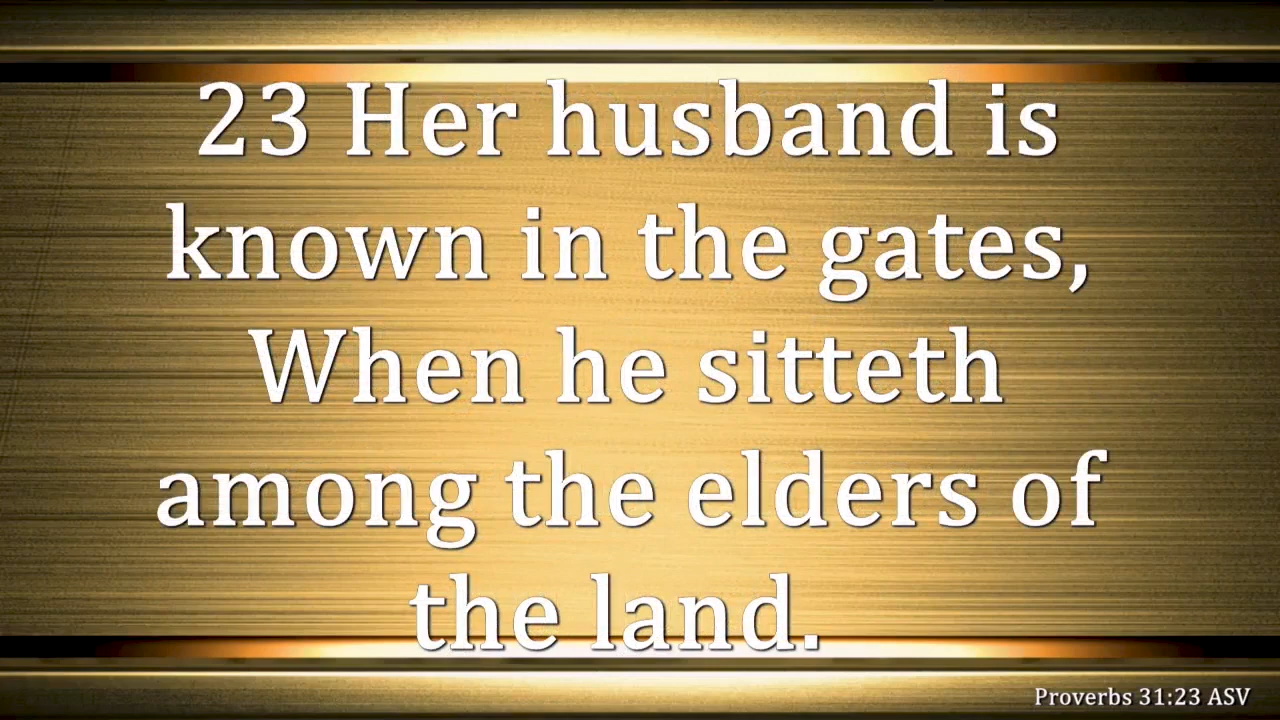 23 Her husband is
known in the gates,
When he sitteth
among the elders of
the land.
Proverbs 31:23 ASV